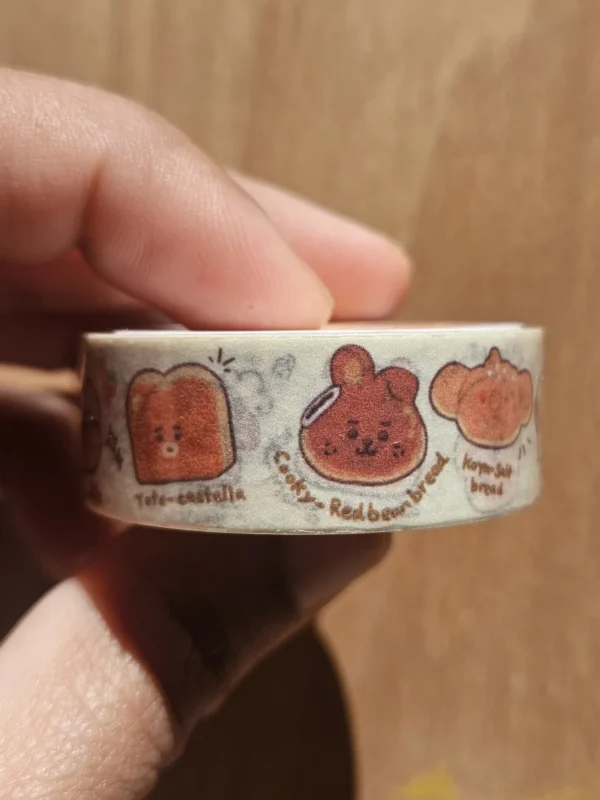 Tata-castella
Cooky-Redbean bread
Koya-Salt
bread